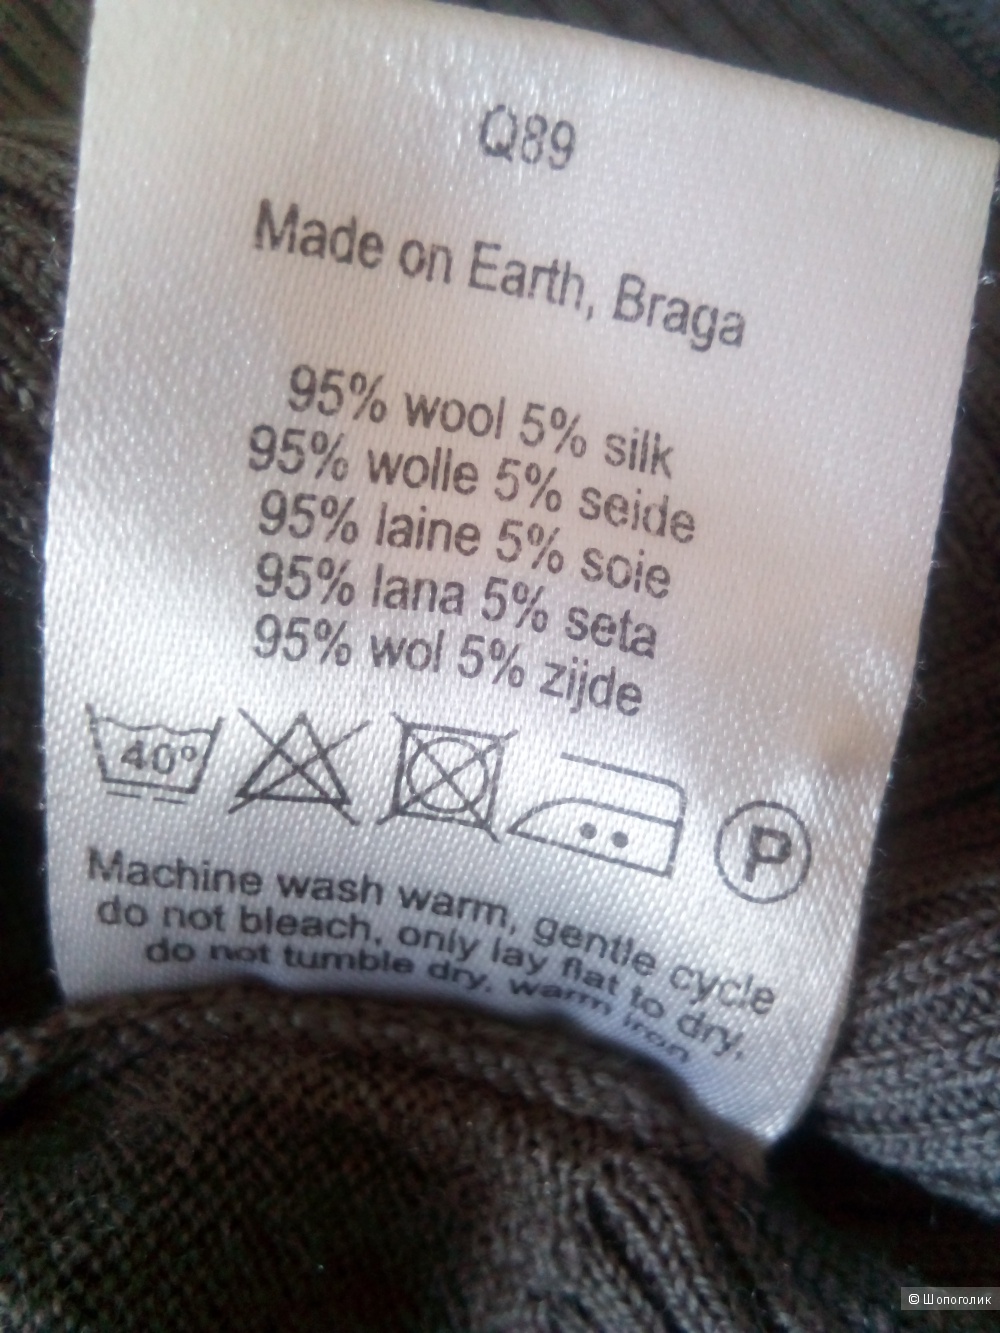 Q89
Made on Earth, Braga
95% wool 5% silk
95% wolle 5% seide
95% laine 5% soie
95% lana 5% seta
95% wol 5% zijde
40°
P
Machine wash warm, gentle cycle
do not bleach, only lay flat to dry,
do not tumble dry, warm iron
© Шопоголик